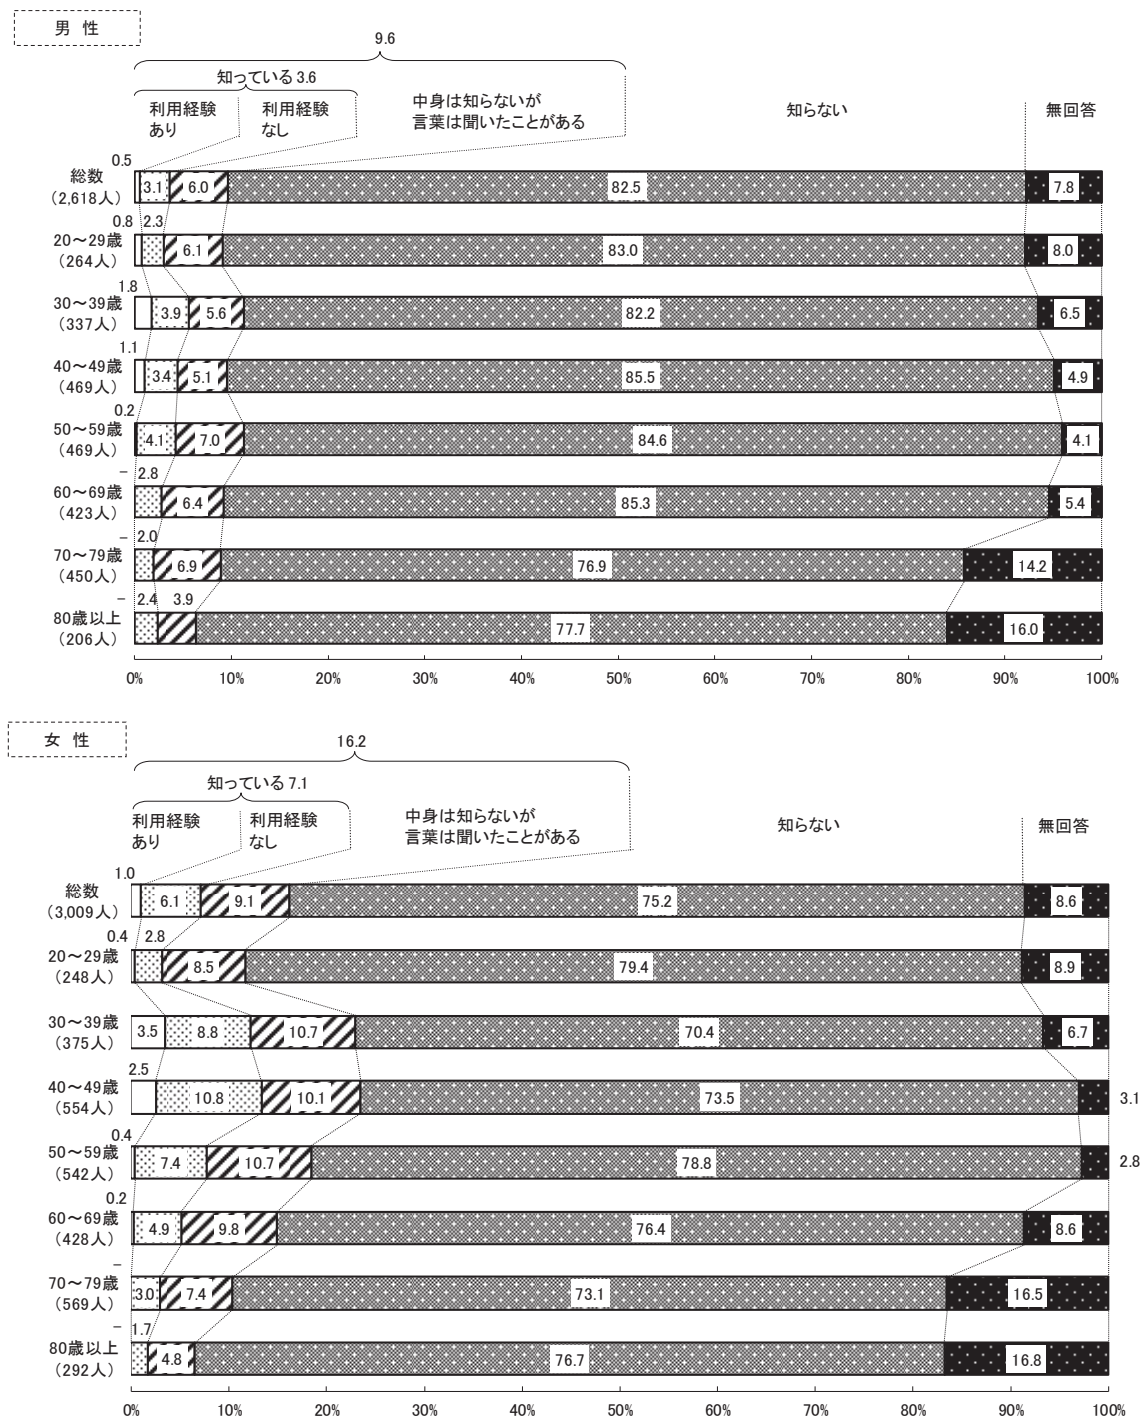 男 性
9.6
知っている 3.6
利用経験
あり
利用経験
なし
中身は知らないが
言葉は聞いたことがある
知らない
無回答
0.5
総数
（2,618人）
3.1 6.0 82.5 7.8
0.8 2.3
20～29歳
（264人）
6.1 83.0 8.0
1.8
30～39歳
（337人）
3.9 5.6 82.2 6.5
1.1
40～49歳
（469人）
3.4 5.1 85.5 4.9
0.2
50～59歳
（469人）
4.1 7.0 84.6 4.1
－ 2.8
60～69歳
（423人）
6.4 85.3 5.4
－ 2.0
70～79歳
（450人）
6.9 76.9 14.2
－ 2.4 3.9
80歳以上
（206人）
77.7 16.0
0% 10% 20% 30% 40% 50% 60% 70% 80% 90% 100%
女 性
16.2
知っている 7.1
利用経験
あり
利用経験
なし
中身は知らないが
言葉は聞いたことがある
知らない
無回答
1.0
総数
（3,009人）
6.1 9.1 75.2 8.6
0.4 2.8
20～29歳
（248人）
8.5 79.4 8.9
30～39歳
（375人）
3.5 8.8 10.7 70.4 6.7
2.5
40～49歳
（554人）
10.8 10.1 73.5 3.1
0.4
50～59歳
（542人）
7.4 10.7 78.8 2.8
0.2
60～69歳
（428人）
4.9 9.8 76.4 8.6
－
70～79歳
（569人）
3.0 7.4 73.1 16.5
－ 1.7
80歳以上
（292人）
4.8 76.7 16.8
0% 10% 20% 30% 40% 50% 60% 70% 80% 90% 100%